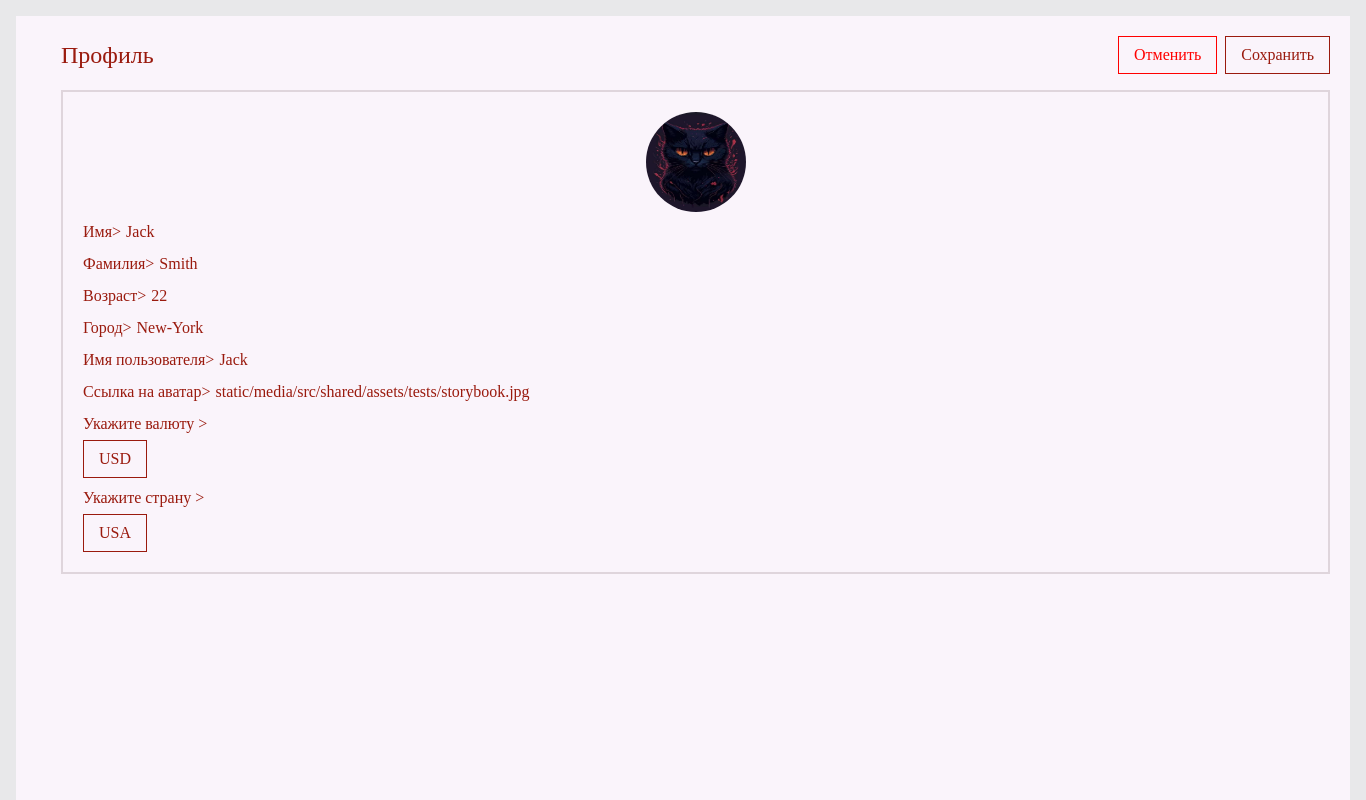 Профиль
Отменить
Сохранить
Имя> Jack
Фамилия> Smith
Возраст> 22
Город> New-York
Имя пользователя> Jack
Ссылка на аватар> static/media/src/shared/assets/tests/storybook.jpg
Укажите валюту >
USD
Укажите страну >
USA